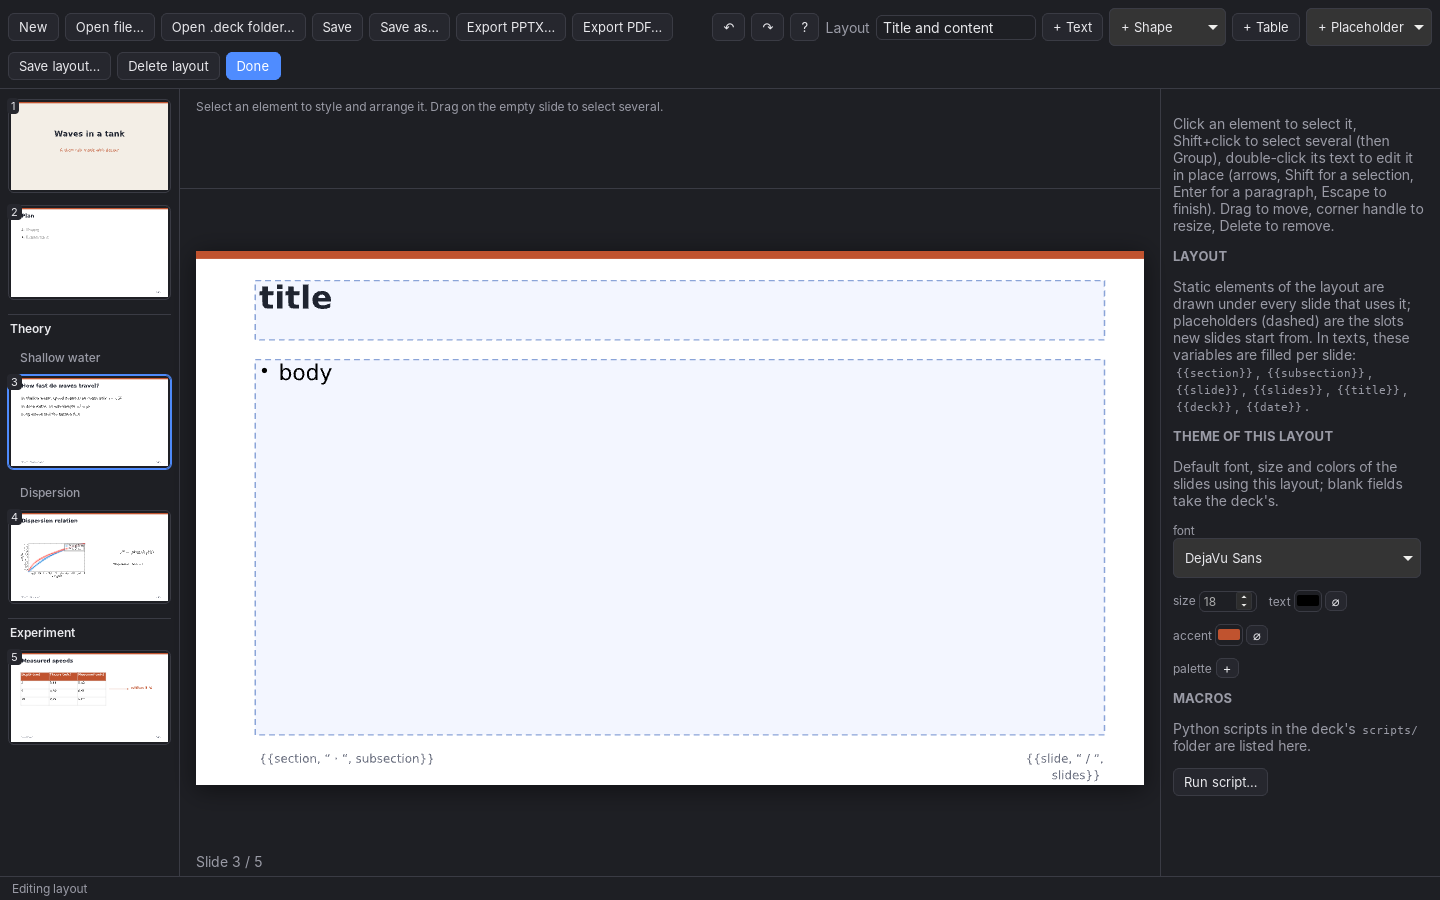 New Open file... Open .deck folder... Save Save as... Export PPTX... Export PDF... ↶ ↷ ? Layout Title and content + Text + Shape + Table + Placeholder
Save layout... Delete layout Done
Select an element to style and arrange it. Drag on the empty slide to select several.
1
Waves in a tank
2
Plan
Theory
Shallow water
3
How fast do waves travel?
Dispersion
4
Dispersion relation
Experiment
5
Measured speeds
title
• body
{{section, “ · “, subsection}}
{{slide, “ / “,
slides}}
Slide 3 / 5
Click an element to select it,
Shift+click to select several (then
Group), double-click its text to edit it
in place (arrows, Shift for a selection,
Enter for a paragraph, Escape to
finish). Drag to move, corner handle to
resize, Delete to remove.
LAYOUT
Static elements of the layout are
drawn under every slide that uses it;
placeholders (dashed) are the slots
new slides start from. In texts, these
variables are filled per slide:
{{section}}, {{subsection}},
{{slide}}, {{slides}}, {{title}},
{{deck}}, {{date}}.
THEME OF THIS LAYOUT
Default font, size and colors of the
slides using this layout; blank fields
take the deck's.
font
DejaVu Sans
size 18 text ⌀
accent ⌀
palette +
MACROS
Python scripts in the deck's scripts/
folder are listed here.
Run script...
Editing layout